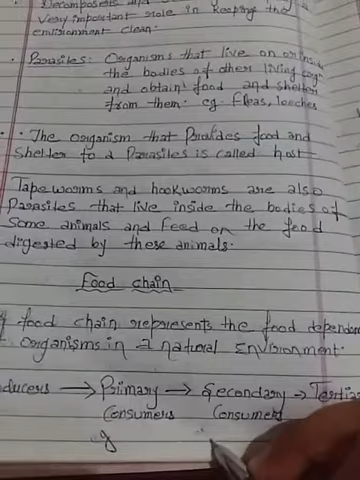 Decomposers and
Very important role in keeping the
environment clean.
Parasites: Organisms that live on or inside
the bodies of other living
and obtain food and shelter
from them. eg. Fleas, leeches
The organism that Provides food and
Shelter to a Parasites is called host
Tapeworms and hookworms are also
Parasites that live inside the bodies of
Some animals and Feed on the food
digested by these animals.
Food chain
food chain represents the food
organisms in a natural Environment.
→ Primary → Secondary →
Consumers Consumers